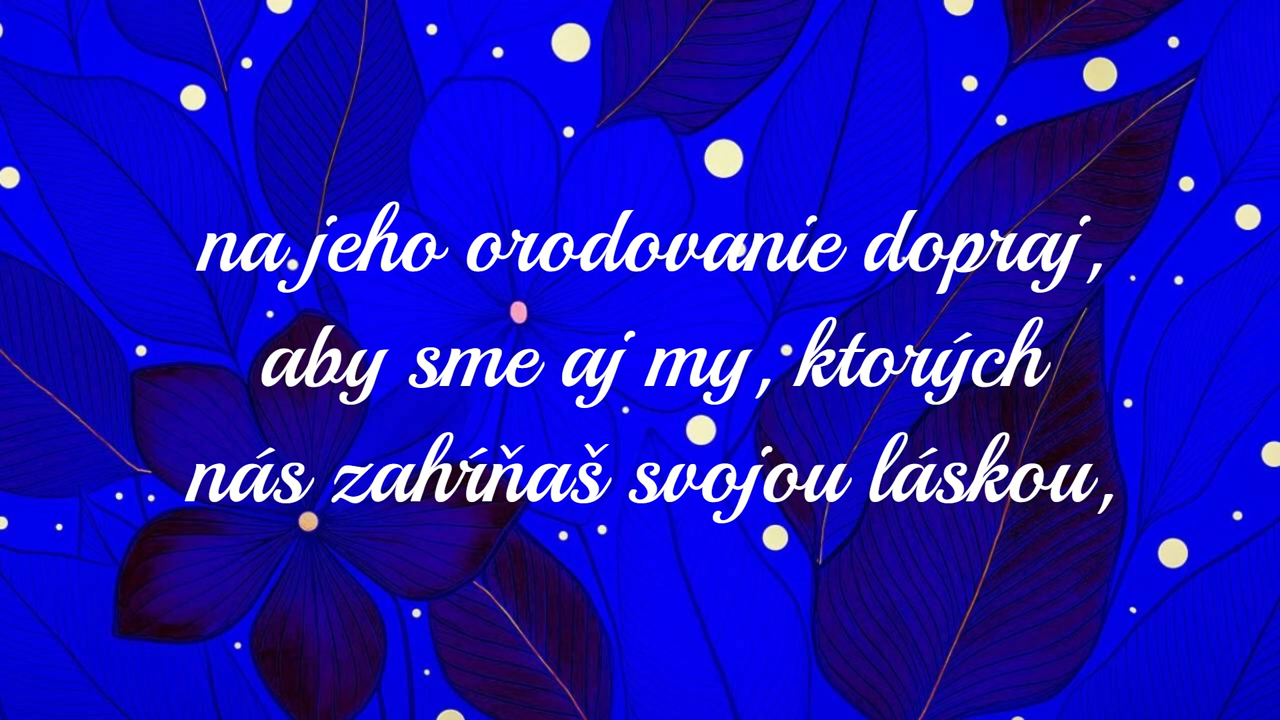 na jeho orodovanie dopraj,
aby sme aj my, ktorých
nás zahŕňaš svojou láskou,